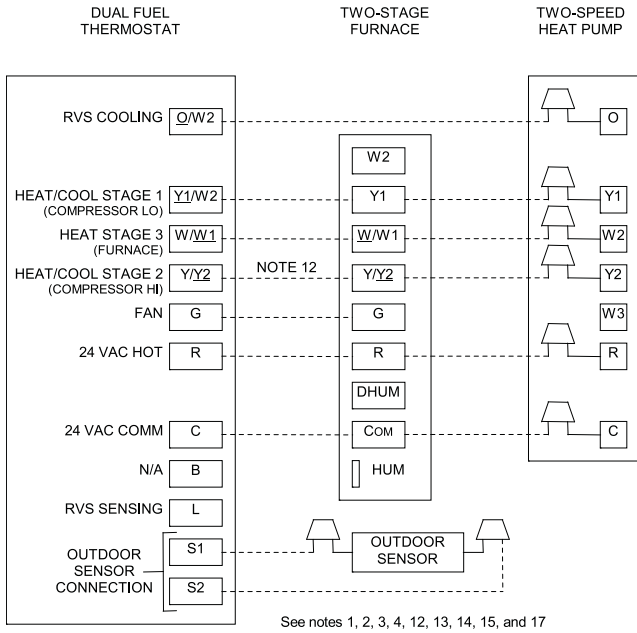 DUAL FUEL
THERMOSTAT
TWO-STAGE
FURNACE
TWO-SPEED
HEAT PUMP
RVS COOLING O/W2 O
W2
HEAT/COOL STAGE 1 Y1/W2 Y1 Y1
(COMPRESSOR LO)
HEAT STAGE 3 W/W1 W/W1 W2
(FURNACE)
HEAT/COOL STAGE 2 Y/Y2 NOTE 12 Y/Y2 Y2
(COMPRESSOR HI)
FAN G G W3
24 VAC HOT R R R
DHUM
24 VAC COMM C COM C
N/A B HUM
RVS SENSING L
OUTDOOR
SENSOR
CONNECTION
S1
S2
OUTDOOR
SENSOR
See notes 1, 2, 3, 4, 12, 13, 14, 15, and 17